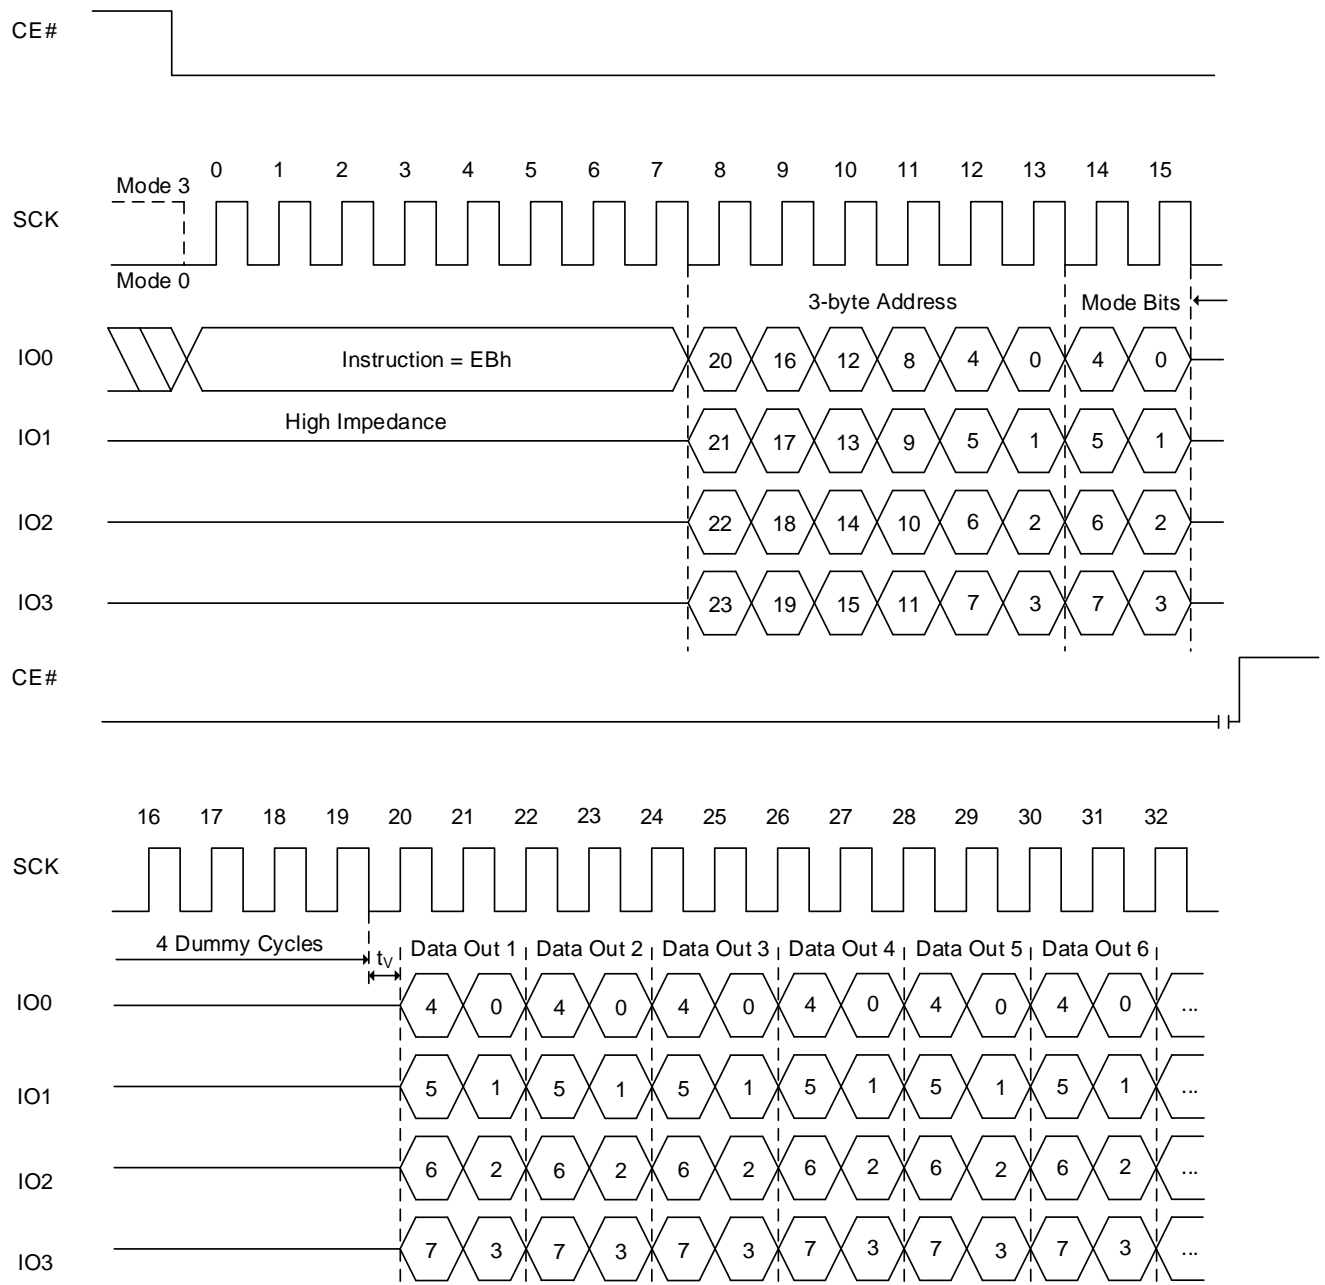 CE#
0 1 2 3 4 5 6 7 8 9 10 11 12 13 14 15
Mode 3
SCK
Mode 0
3-byte Address Mode Bits
IO0 Instruction = EBh 20 16 12 8 4 0 4 0
High Impedance
IO1 21 17 13 9 5 1 5 1
IO2 22 18 14 10 6 2 6 2
IO3 23 19 15 11 7 3 7 3
CE#
16 17 18 19 20 21 22 23 24 25 26 27 28 29 30 31 32
SCK
4 Dummy Cycles tV Data Out 1 Data Out 2 Data Out 3 Data Out 4 Data Out 5 Data Out 6
IO0 4 0 4 0 4 0 4 0 4 0 4 0 ...
IO1 5 1 5 1 5 1 5 1 5 1 5 1 ...
IO2 6 2 6 2 6 2 6 2 6 2 6 2 ...
IO3 7 3 7 3 7 3 7 3 7 3 7 3 ...